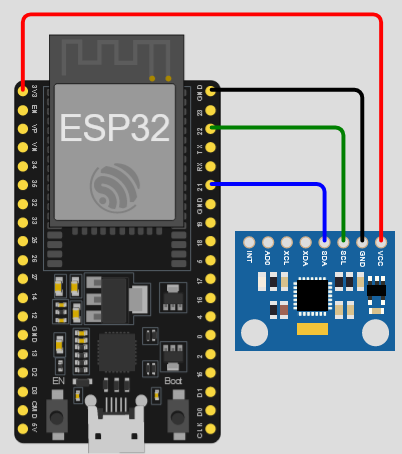 ESP32
3V3
EN
VP
VN
34
35
32
33
25
26
27
14
12
GND
13
D2
D3
CMD
5V
GND
23
22
TX
RX
21
GND
19
18
5
17
16
4
0
2
15
D1
D0
CLK
EN
Boot
INT
AD0
XCL
XDA
SDA
SCL
GND
VCC